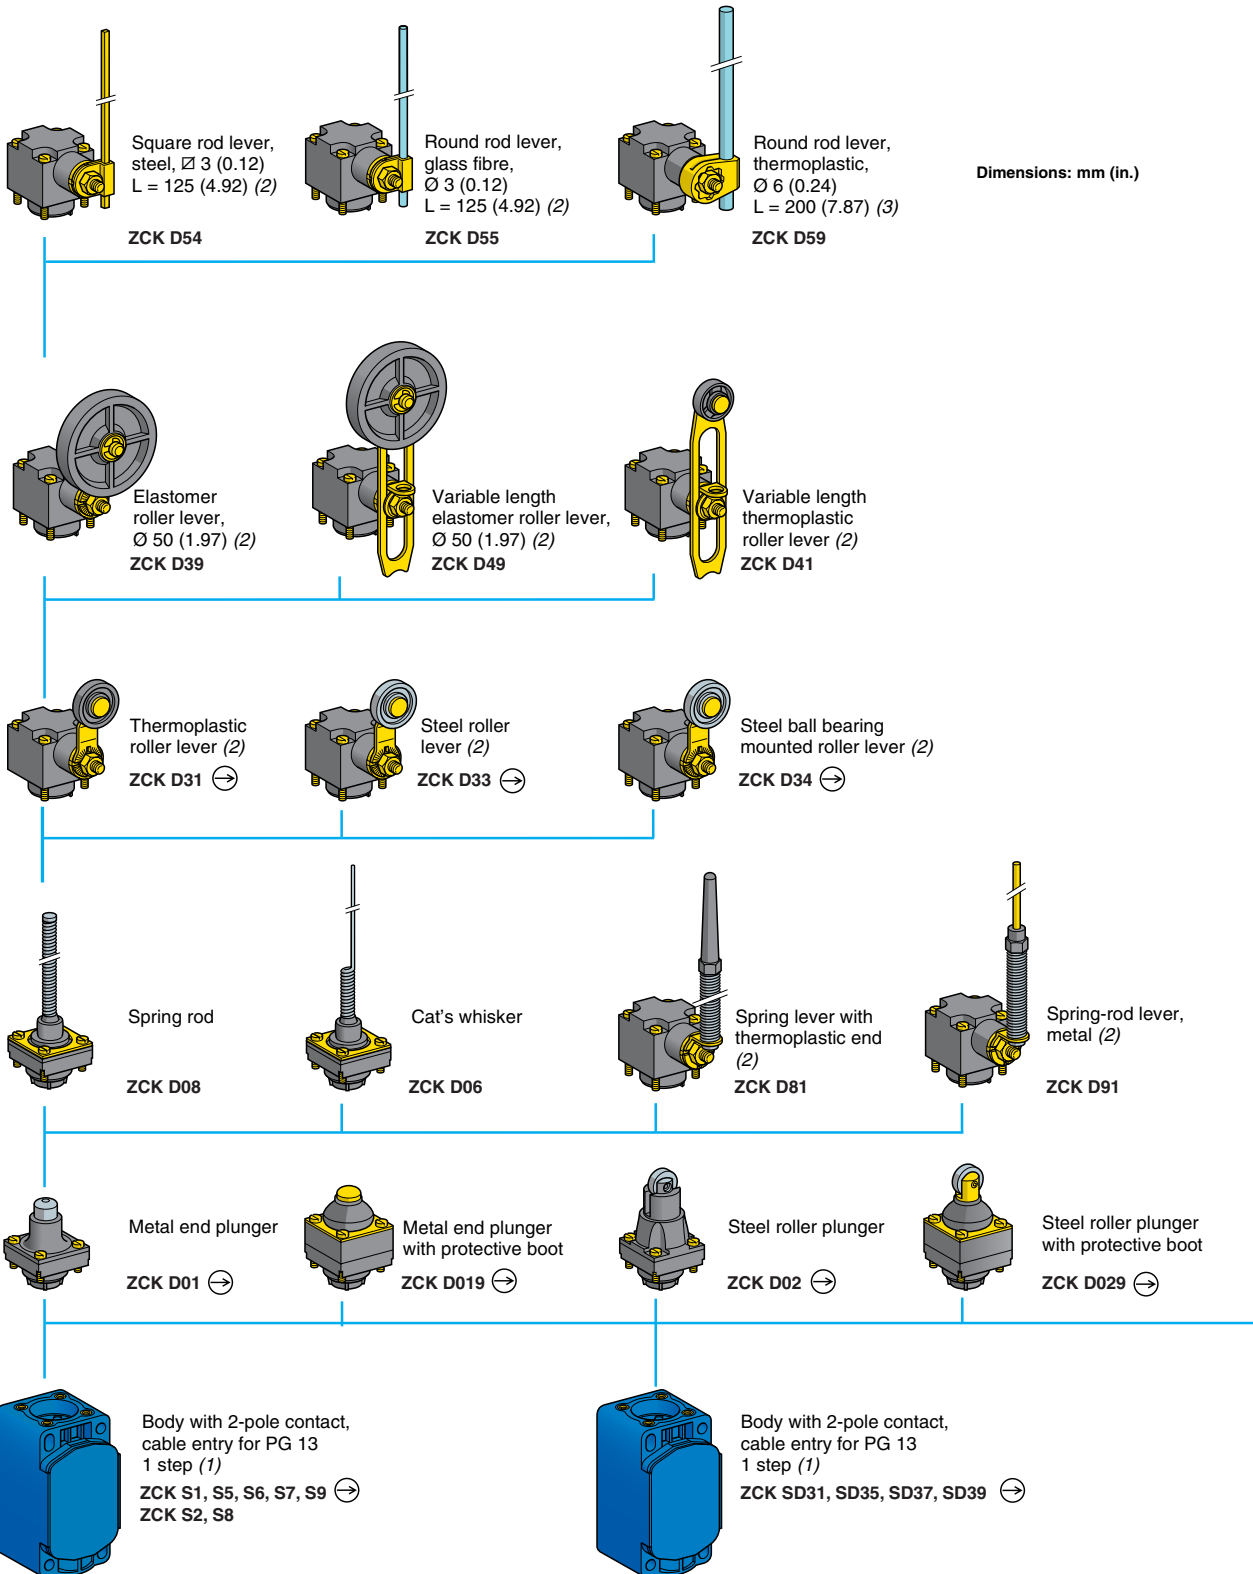 Square rod lever,
steel, ⍁ 3 (0.12)
L = 125 (4.92) (2)
ZCK D54
Round rod lever,
glass fibre,
Ø 3 (0.12)
L = 125 (4.92) (2)
ZCK D55
Round rod lever,
thermoplastic,
Ø 6 (0.24)
L = 200 (7.87) (3)
ZCK D59
Dimensions: mm (in.)
Elastomer
roller lever,
Ø 50 (1.97) (2)
ZCK D39
Variable length
elastomer roller lever,
Ø 50 (1.97) (2)
ZCK D49
Variable length
thermoplastic
roller lever (2)
ZCK D41
Thermoplastic
roller lever (2)
ZCK D31
Steel roller
lever (2)
ZCK D33
Steel ball bearing
mounted roller lever (2)
ZCK D34
Spring rod
ZCK D08
Cat's whisker
ZCK D06
Spring lever with
thermoplastic end
(2)
ZCK D81
Spring-rod lever,
metal (2)
ZCK D91
Metal end plunger
ZCK D01
Metal end plunger
with protective boot
ZCK D019
Steel roller plunger
ZCK D02
Steel roller plunger
with protective boot
ZCK D029
Body with 2-pole contact,
cable entry for PG 13
1 step (1)
ZCK S1, S5, S6, S7, S9
ZCK S2, S8
Body with 2-pole contact,
cable entry for PG 13
1 step (1)
ZCK SD31, SD35, SD37, SD39